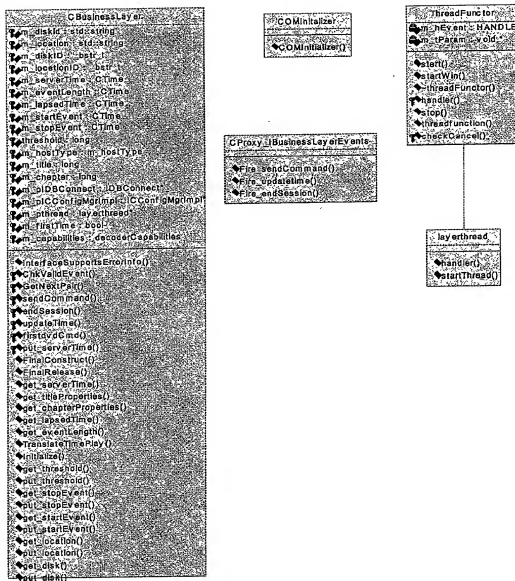 CBusinessLayer
m_diskId : std::string
m_location : std::string
m_diskID : bstr
m_locationID : bstr
m_serverTime : CTime
m_eventLength : CTime
m_lapsedTime : CTime
m_startEvent : CTime
m_stopEvent : CTime
threshold : long
m_hostType : m_hostType
m_title : long
m_chapter : long
m_pIDBConnect : IDBConnect*
m_pICConfigMgrImpl : ICConfigMgrImpl*
m_pthread : layerthread*
m_firstTime : bool
m_capabilities : decoderCapabilities
InterfaceSupportsErrorInfo()
ChkValidEvent()
GetNextPair()
sendCommand()
endSession()
updateTime()
firstdvdCmd()
put_serverTime()
FinalConstruct()
FinalRelease()
get_serverTime()
get_titleProperties()
get_chapterProperties()
get_lapsedTime()
get_eventLength()
TranslateTimePlay()
initialize()
get_threshold()
put_threshold()
get_stopEvent()
put_stopEvent()
get_startEvent()
put_startEvent()
get_location()
put_location()
get_disk()
put_disk()
COMInitalizer
COMInitializer()
CProxy_IBusinessLayerEvents
Fire_sendCommand()
Fire_updatetime()
Fire_endSession()
ThreadFunctor
m_hEvent : HANDLE
m_tParam : void *
start()
startWin()
~threadFunctor()
handler()
stop()
threadfunction()
checkCancel()
layerthread
handler()
startThread()